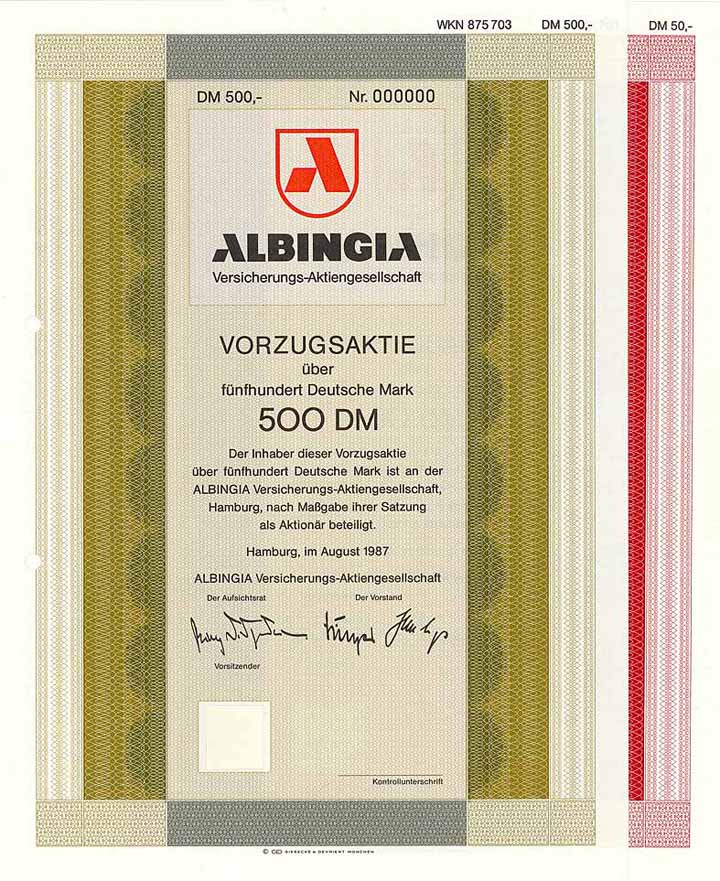 WKN 875 703 DM 500,- DM 50,-
DM 500,- Nr. 000000
ALBINGIA
Versicherungs-Aktiengesellschaft
VORZUGSAKTIE
über
fünfhundert Deutsche Mark
500 DM
Der Inhaber dieser Vorzugsaktie
über fünfhundert Deutsche Mark ist an der
ALBINGIA Versicherungs-Aktiengesellschaft,
Hamburg, nach Maßgabe ihrer Satzung
als Aktionär beteiligt.
Hamburg, im August 1987
ALBINGIA Versicherungs-Aktiengesellschaft
Der Aufsichtsrat Der Vorstand
Vorsitzender
Kontrollunterschrift
© GD GIESECKE & DEVRIENT MÜNCHEN